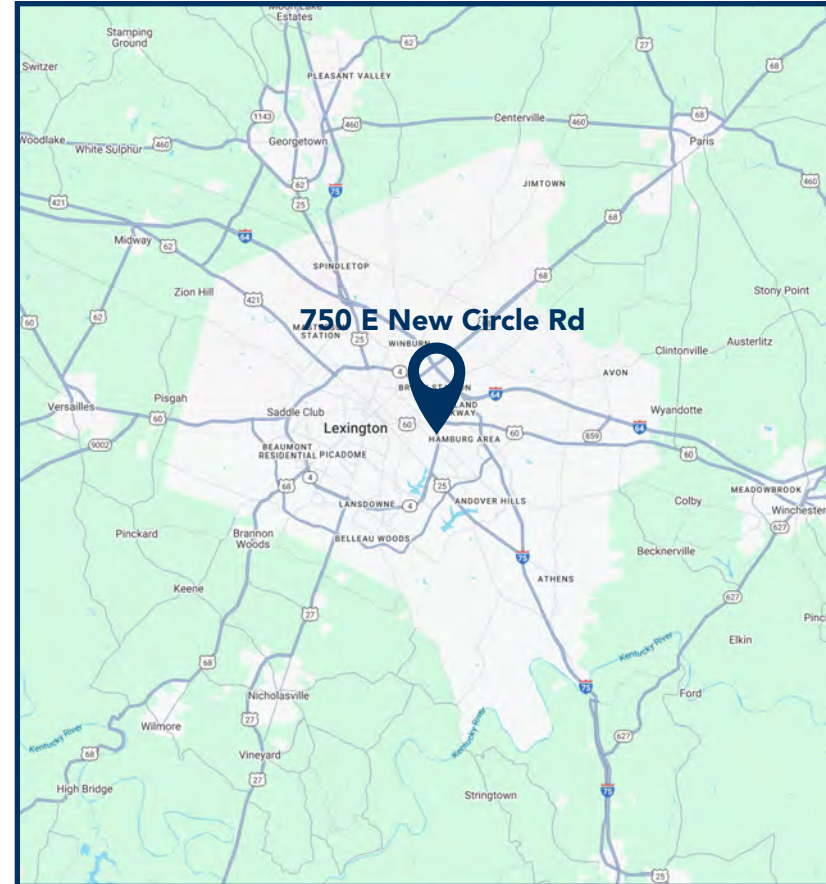 Moon Lake
Estates
Stamping
Ground
62
27
68
Switzer
PLEASANT VALLEY
1143
460
Centerville
460
68
Woodlake
White Sulphur
460
Georgetown
Paris
62
25
75
JIMTOWN
460
421
68
Midway
62
64
SPINDLETOP
68
Zion Hill
421
Stony Point
60
62
750 E New Circle Rd
STATION
25
WINBURN
Austerlitz
Clintonville
4
AVON
64
Versailles
Pisgah
60
Saddle Club
Wyandotte
Lexington
60
HAMBURG AREA
60
859
64
9002
BEAUMONT
RESIDENTIAL
PICADOME
60
68
4
25
MEADOWBROOK
LANSDOWNE
4
ANDOVER HILLS
Colby
Winchester
627
Pinckard
Brannon
Woods
BELLEAU WOODS
75
Becknerville
Keene
ATHENS
627
27
Elkin
68
Kentucky River
Nicholasville
75
Ford
27
Wilmore
Kentucky River
627
Kentucky River
68
Vineyard
27
High Bridge
75
Stringtown
25